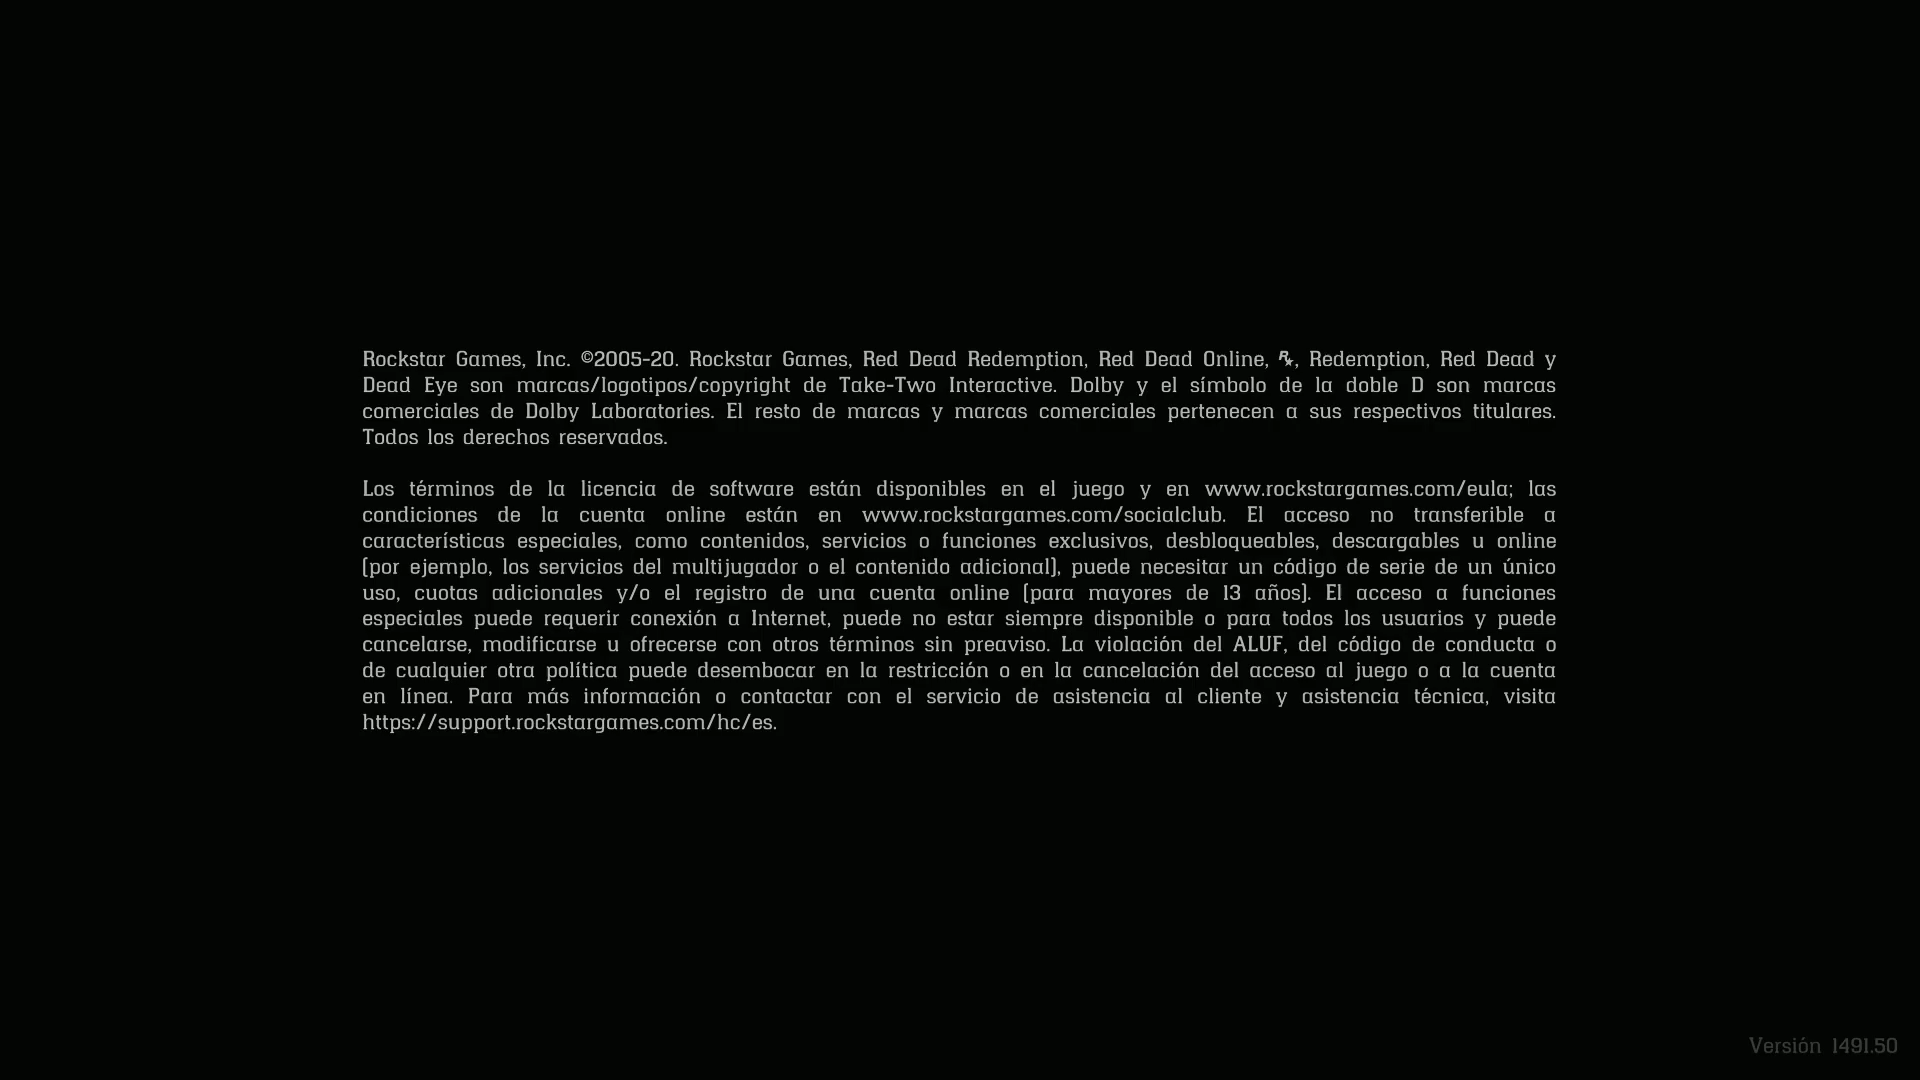 Rockstar Games, Inc. ©2005-20. Rockstar Games, Red Dead Redemption, Red Dead Online, R★, Redemption, Red Dead y
Dead Eye son marcas/logotipos/copyright de Take-Two Interactive. Dolby y el símbolo de la doble D son marcas
comerciales de Dolby Laboratories. El resto de marcas y marcas comerciales pertenecen a sus respectivos titulares.
Todos los derechos reservados.
Los términos de la licencia de software están disponibles en el juego y en www.rockstargames.com/eula; las
condiciones de la cuenta online están en www.rockstargames.com/socialclub. El acceso no transferible a
características especiales, como contenidos, servicios o funciones exclusivos, desbloqueables, descargables u online
(por ejemplo, los servicios del multijugador o el contenido adicional), puede necesitar un código de serie de un único
uso, cuotas adicionales y/o el registro de una cuenta online (para mayores de 13 años). El acceso a funciones
especiales puede requerir conexión a Internet, puede no estar siempre disponible o para todos los usuarios y puede
cancelarse, modificarse u ofrecerse con otros términos sin preaviso. La violación del ALUF, del código de conducta o
de cualquier otra política puede desembocar en la restricción o en la cancelación del acceso al juego o a la cuenta
en línea. Para más información o contactar con el servicio de asistencia al cliente y asistencia técnica, visita
https://support.rockstargames.com/hc/es.
Versión 1491.50